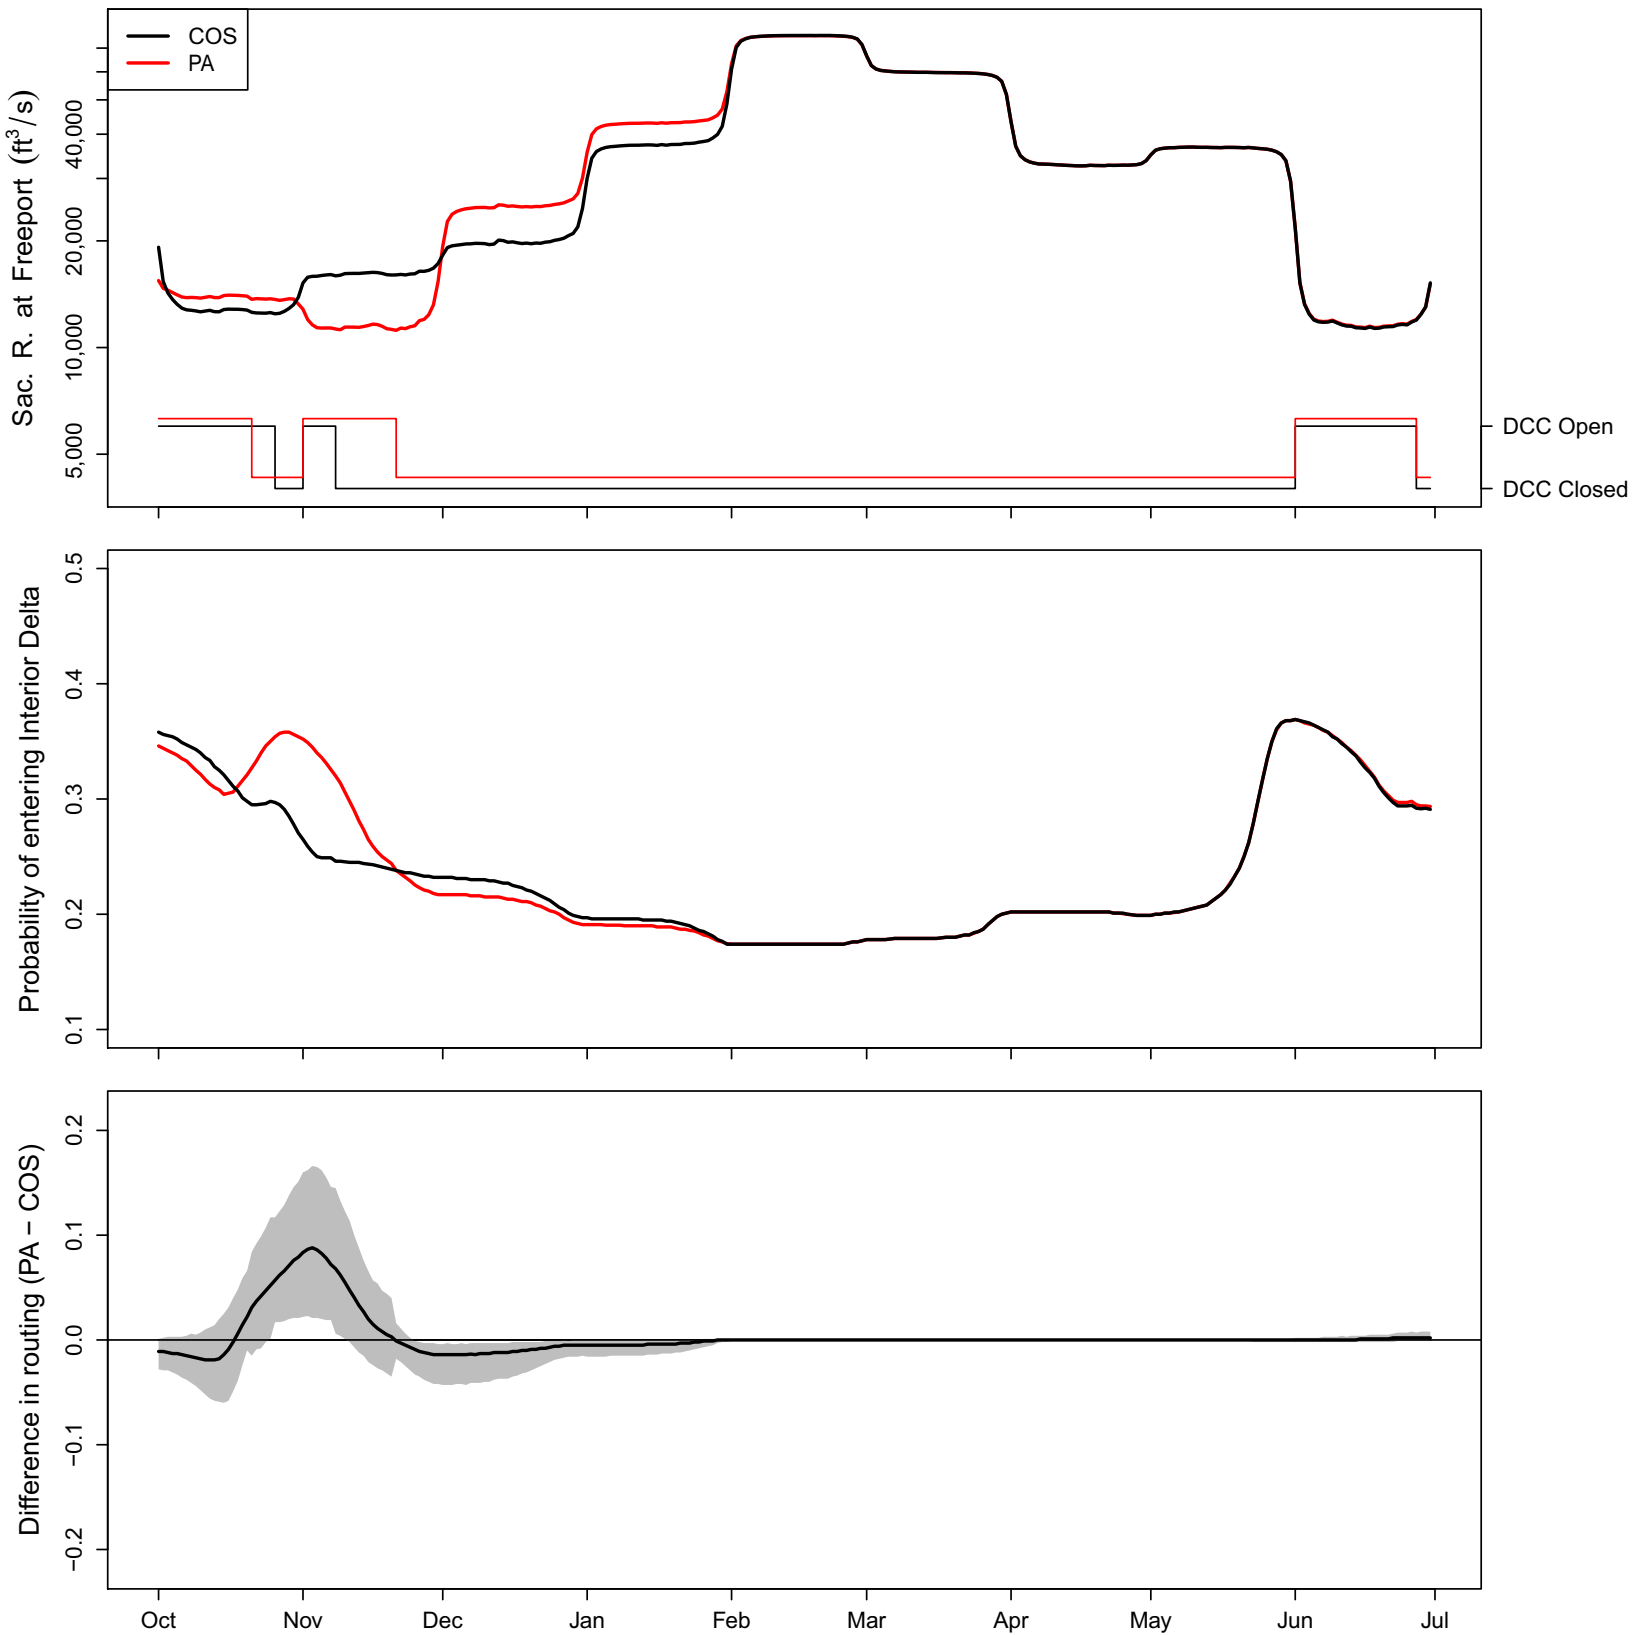 COS
PA
Sac. R. at Freeport (ft³/s)
40,000
20,000
10,000
5,000
DCC Open
DCC Closed
Probability of entering Interior Delta
0.5
0.4
0.3
0.2
0.1
Difference in routing (PA − COS)
0.2
0.1
0.0
−0.1
−0.2
Oct Nov Dec Jan Feb Mar Apr May Jun Jul